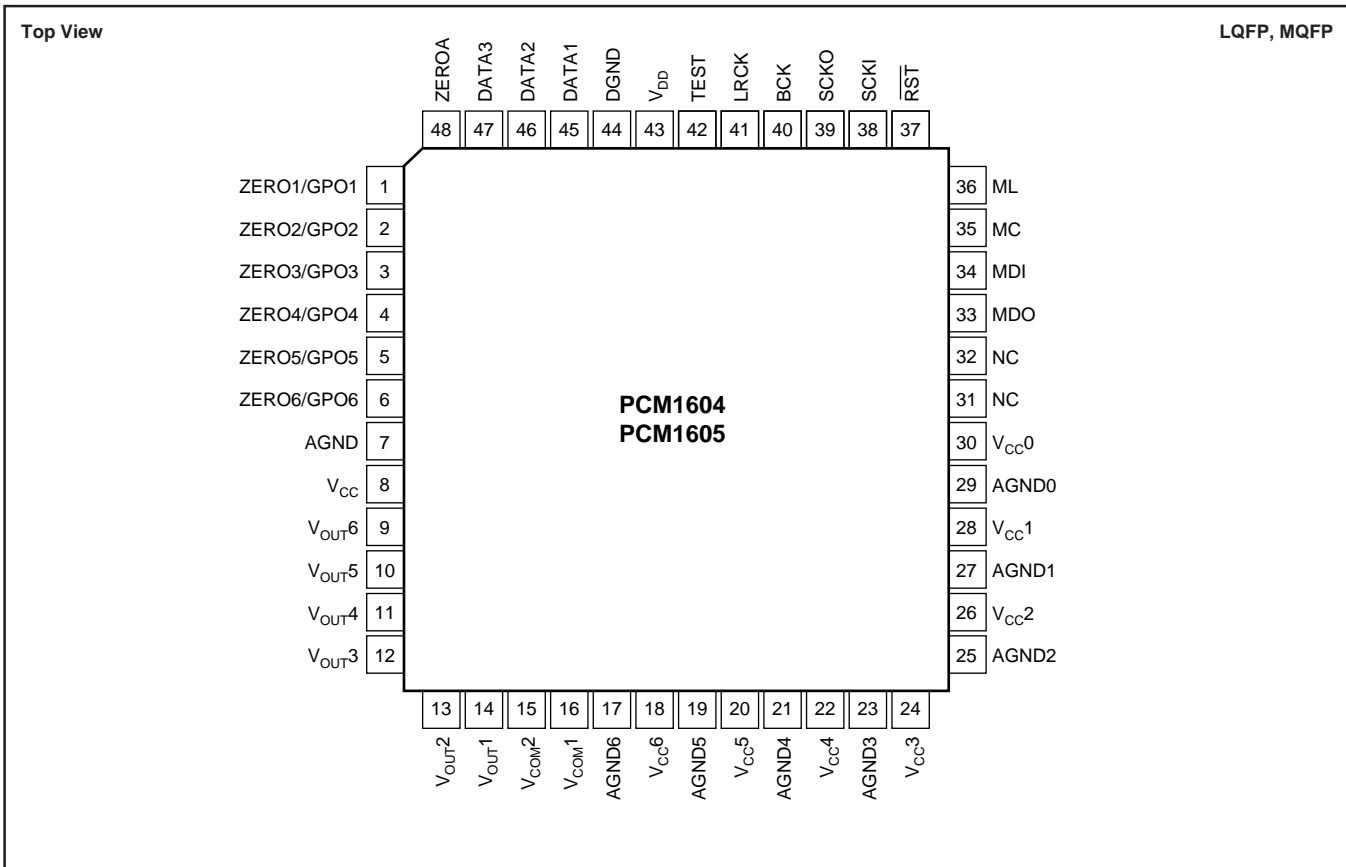 Top View
LQFP, MQFP
ZEROA
DATA3
DATA2
DATA1
DGND
VDD
TEST
LRCK
BCK
SCKO
SCKI
RST
48 47 46 45 44 43 42 41 40 39 38 37
ZERO1/GPO1 1
ZERO2/GPO2 2
ZERO3/GPO3 3
ZERO4/GPO4 4
ZERO5/GPO5 5
ZERO6/GPO6 6
AGND 7
VCC 8
VOUT6 9
VOUT5 10
VOUT4 11
VOUT3 12
PCM1604
PCM1605
36 ML
35 MC
34 MDI
33 MDO
32 NC
31 NC
30 VCC0
29 AGND0
28 VCC1
27 AGND1
26 VCC2
25 AGND2
13 14 15 16 17 18 19 20 21 22 23 24
VOUT2
VOUT1
VCOM2
VCOM1
AGND6
VCC6
AGND5
VCC5
AGND4
VCC4
AGND3
VCC3